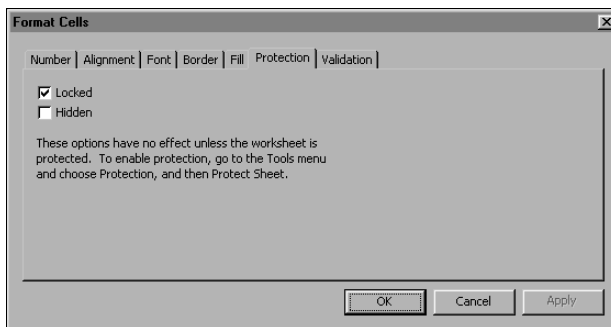 Format Cells
Number Alignment Font Border Fill Protection Validation
Locked
Hidden
These options have no effect unless the worksheet is
protected. To enable protection, go to the Tools menu
and choose Protection, and then Protect Sheet.
OK Cancel Apply